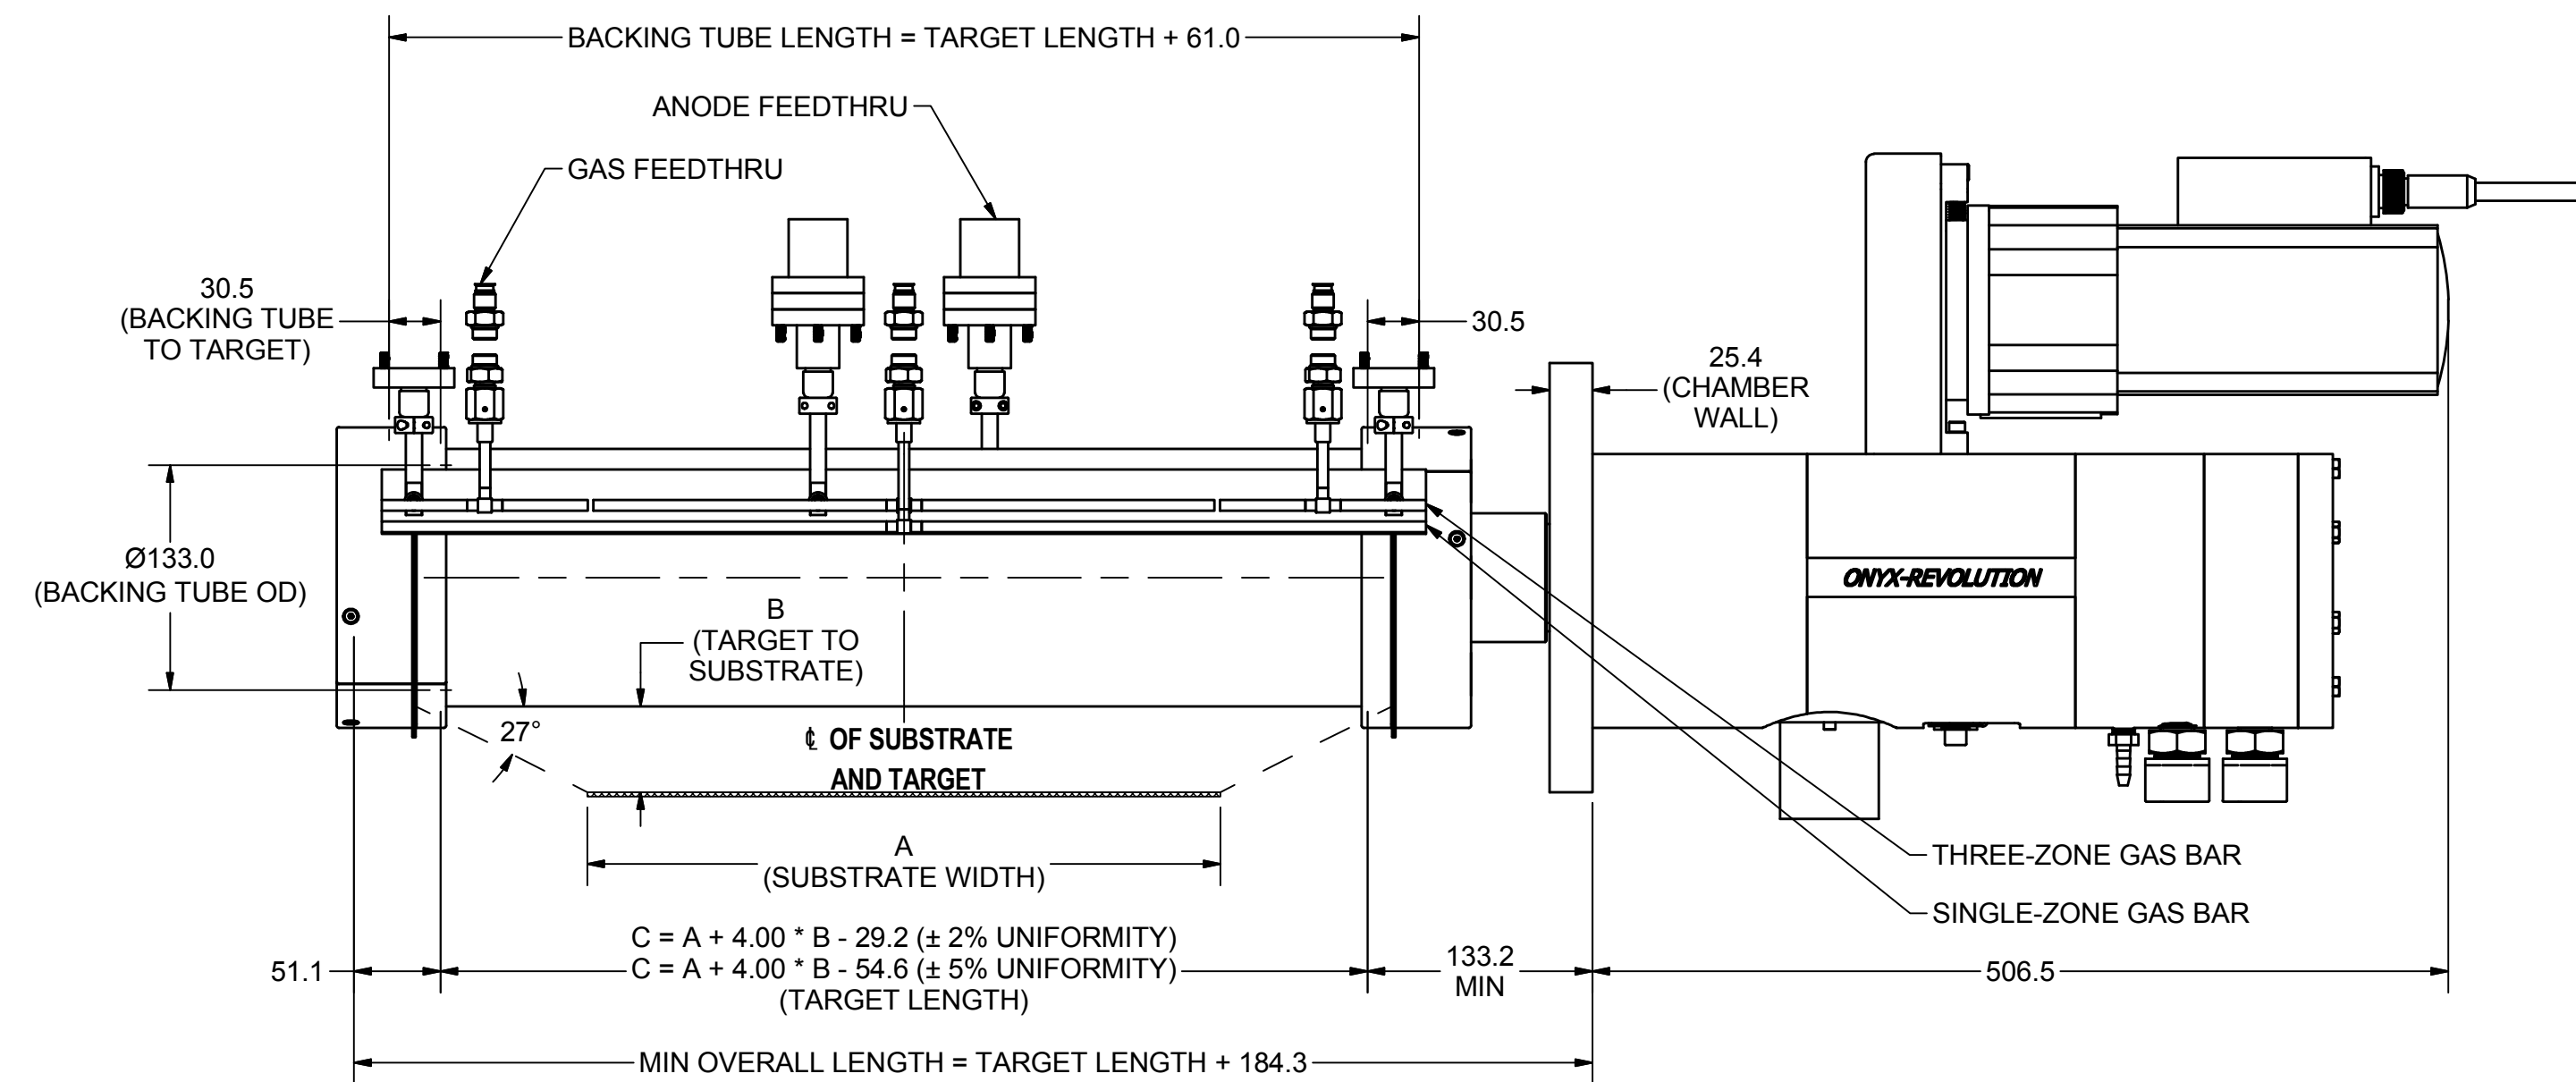 BACKING TUBE LENGTH = TARGET LENGTH + 61.0
ANODE FEEDTHRU
GAS FEEDTHRU
30.5
(BACKING TUBE
TO TARGET)
30.5
25.4
(CHAMBER
WALL)
Ø133.0
(BACKING TUBE OD)
ONYX-REVOLUTION
B
(TARGET TO
SUBSTRATE)
27°
℄ OF SUBSTRATE
AND TARGET
A
(SUBSTRATE WIDTH)
THREE-ZONE GAS BAR
SINGLE-ZONE GAS BAR
C = A + 4.00 * B - 29.2 (± 2% UNIFORMITY)
C = A + 4.00 * B - 54.6 (± 5% UNIFORMITY)
(TARGET LENGTH)
51.1
133.2
MIN
506.5
MIN OVERALL LENGTH = TARGET LENGTH + 184.3